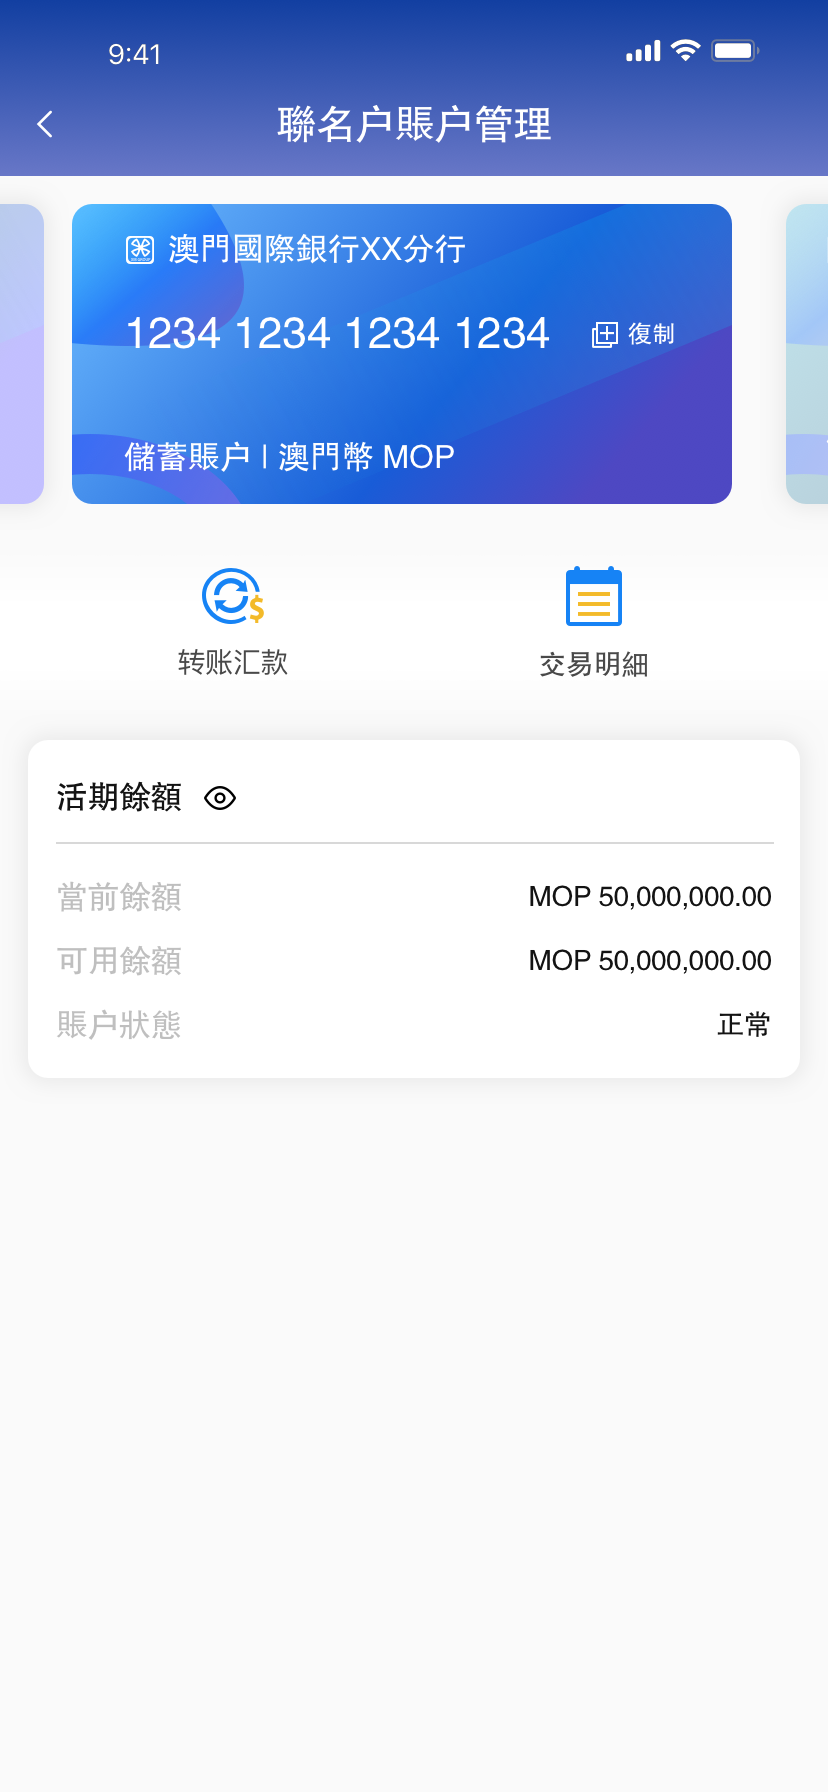 9:41
聯名户賬户管理
澳門國際銀行XX分行
1234 1234 1234 1234
復制
儲蓄賬户 | 澳門幣 MOP
转账汇款
交易明細
活期餘額
當前餘額 MOP 50,000,000.00
可用餘額 MOP 50,000,000.00
賬户狀態 正常